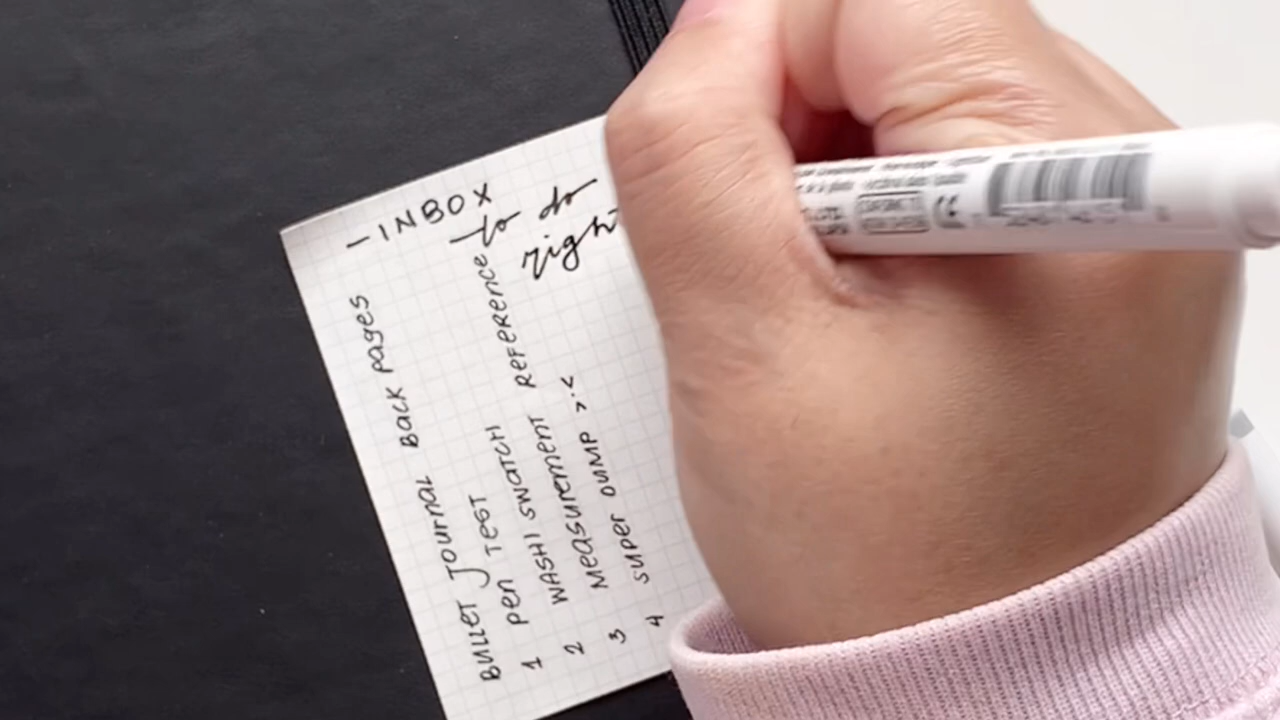 BULLET JOURNAL BACK PAGES - INBOX
1 PEN TEST
2 WASHI SWATCH
3 MEASUREMENT REFERENCE
4 SUPER DUMP >:<
to do
right